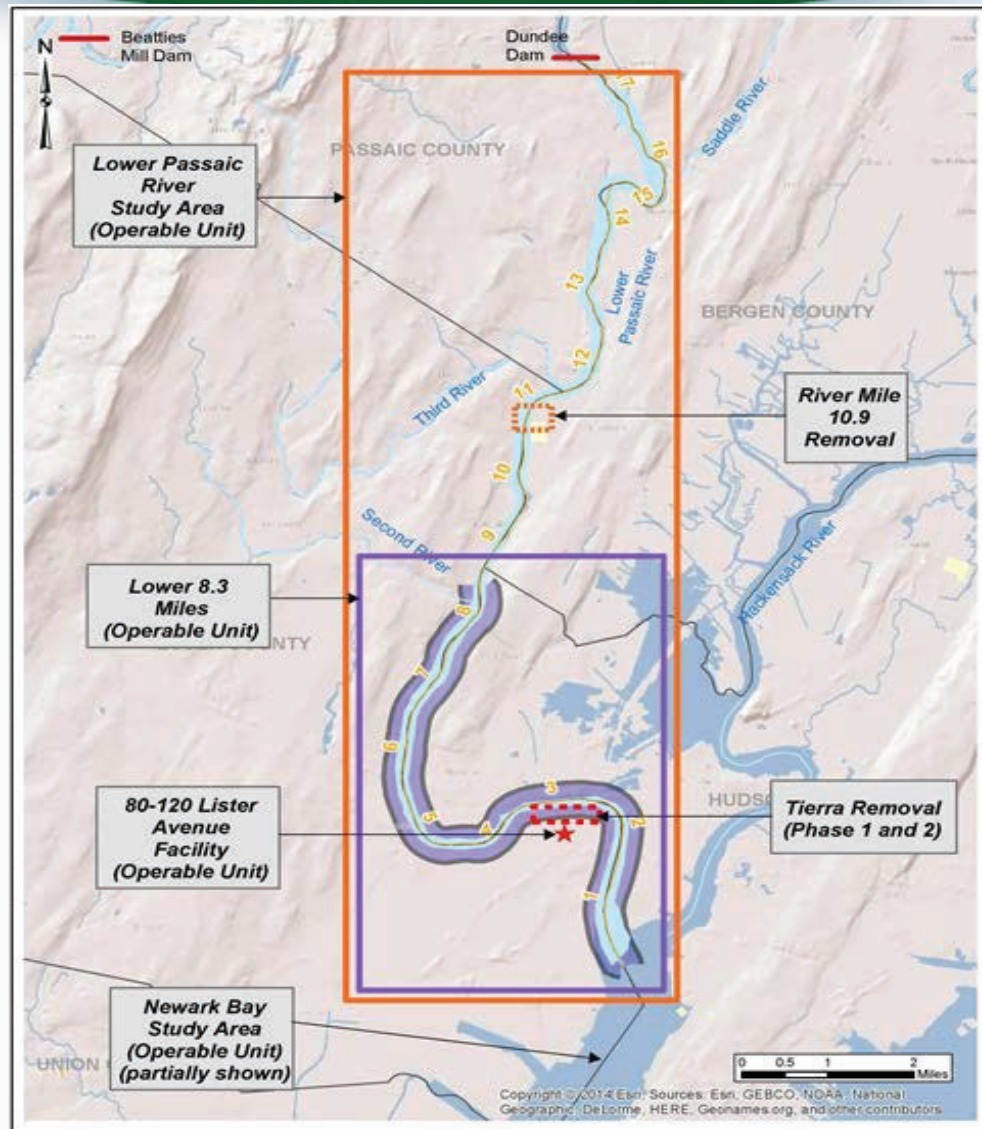 N
Beatties
Mill Dam
Dundee
Dam
17
Saddle River
16
PASSAIC COUNTY
Lower Passaic
River
Study Area
(Operable Unit)
15
14
13
Lower
Passaic River
BERGEN COUNTY
12
Third River
11
River Mile
10.9
Removal
10
9
Second River
Hackensack River
Lower 8.3
Miles
(Operable Unit)
8
7
6
5
4
3
2
1
80-120 Lister
Avenue
Facility
(Operable Unit)
Tierra Removal
(Phase 1 and 2)
Newark Bay
Study Area
(Operable Unit)
(partially shown)
UNION
0 0.5 1 2
Miles
Copyright © 2014 Esri, Sources: Esri, GEBCO, NOAA, National
Geographic, DeLorme, HERE, Geonames.org, and other contributors